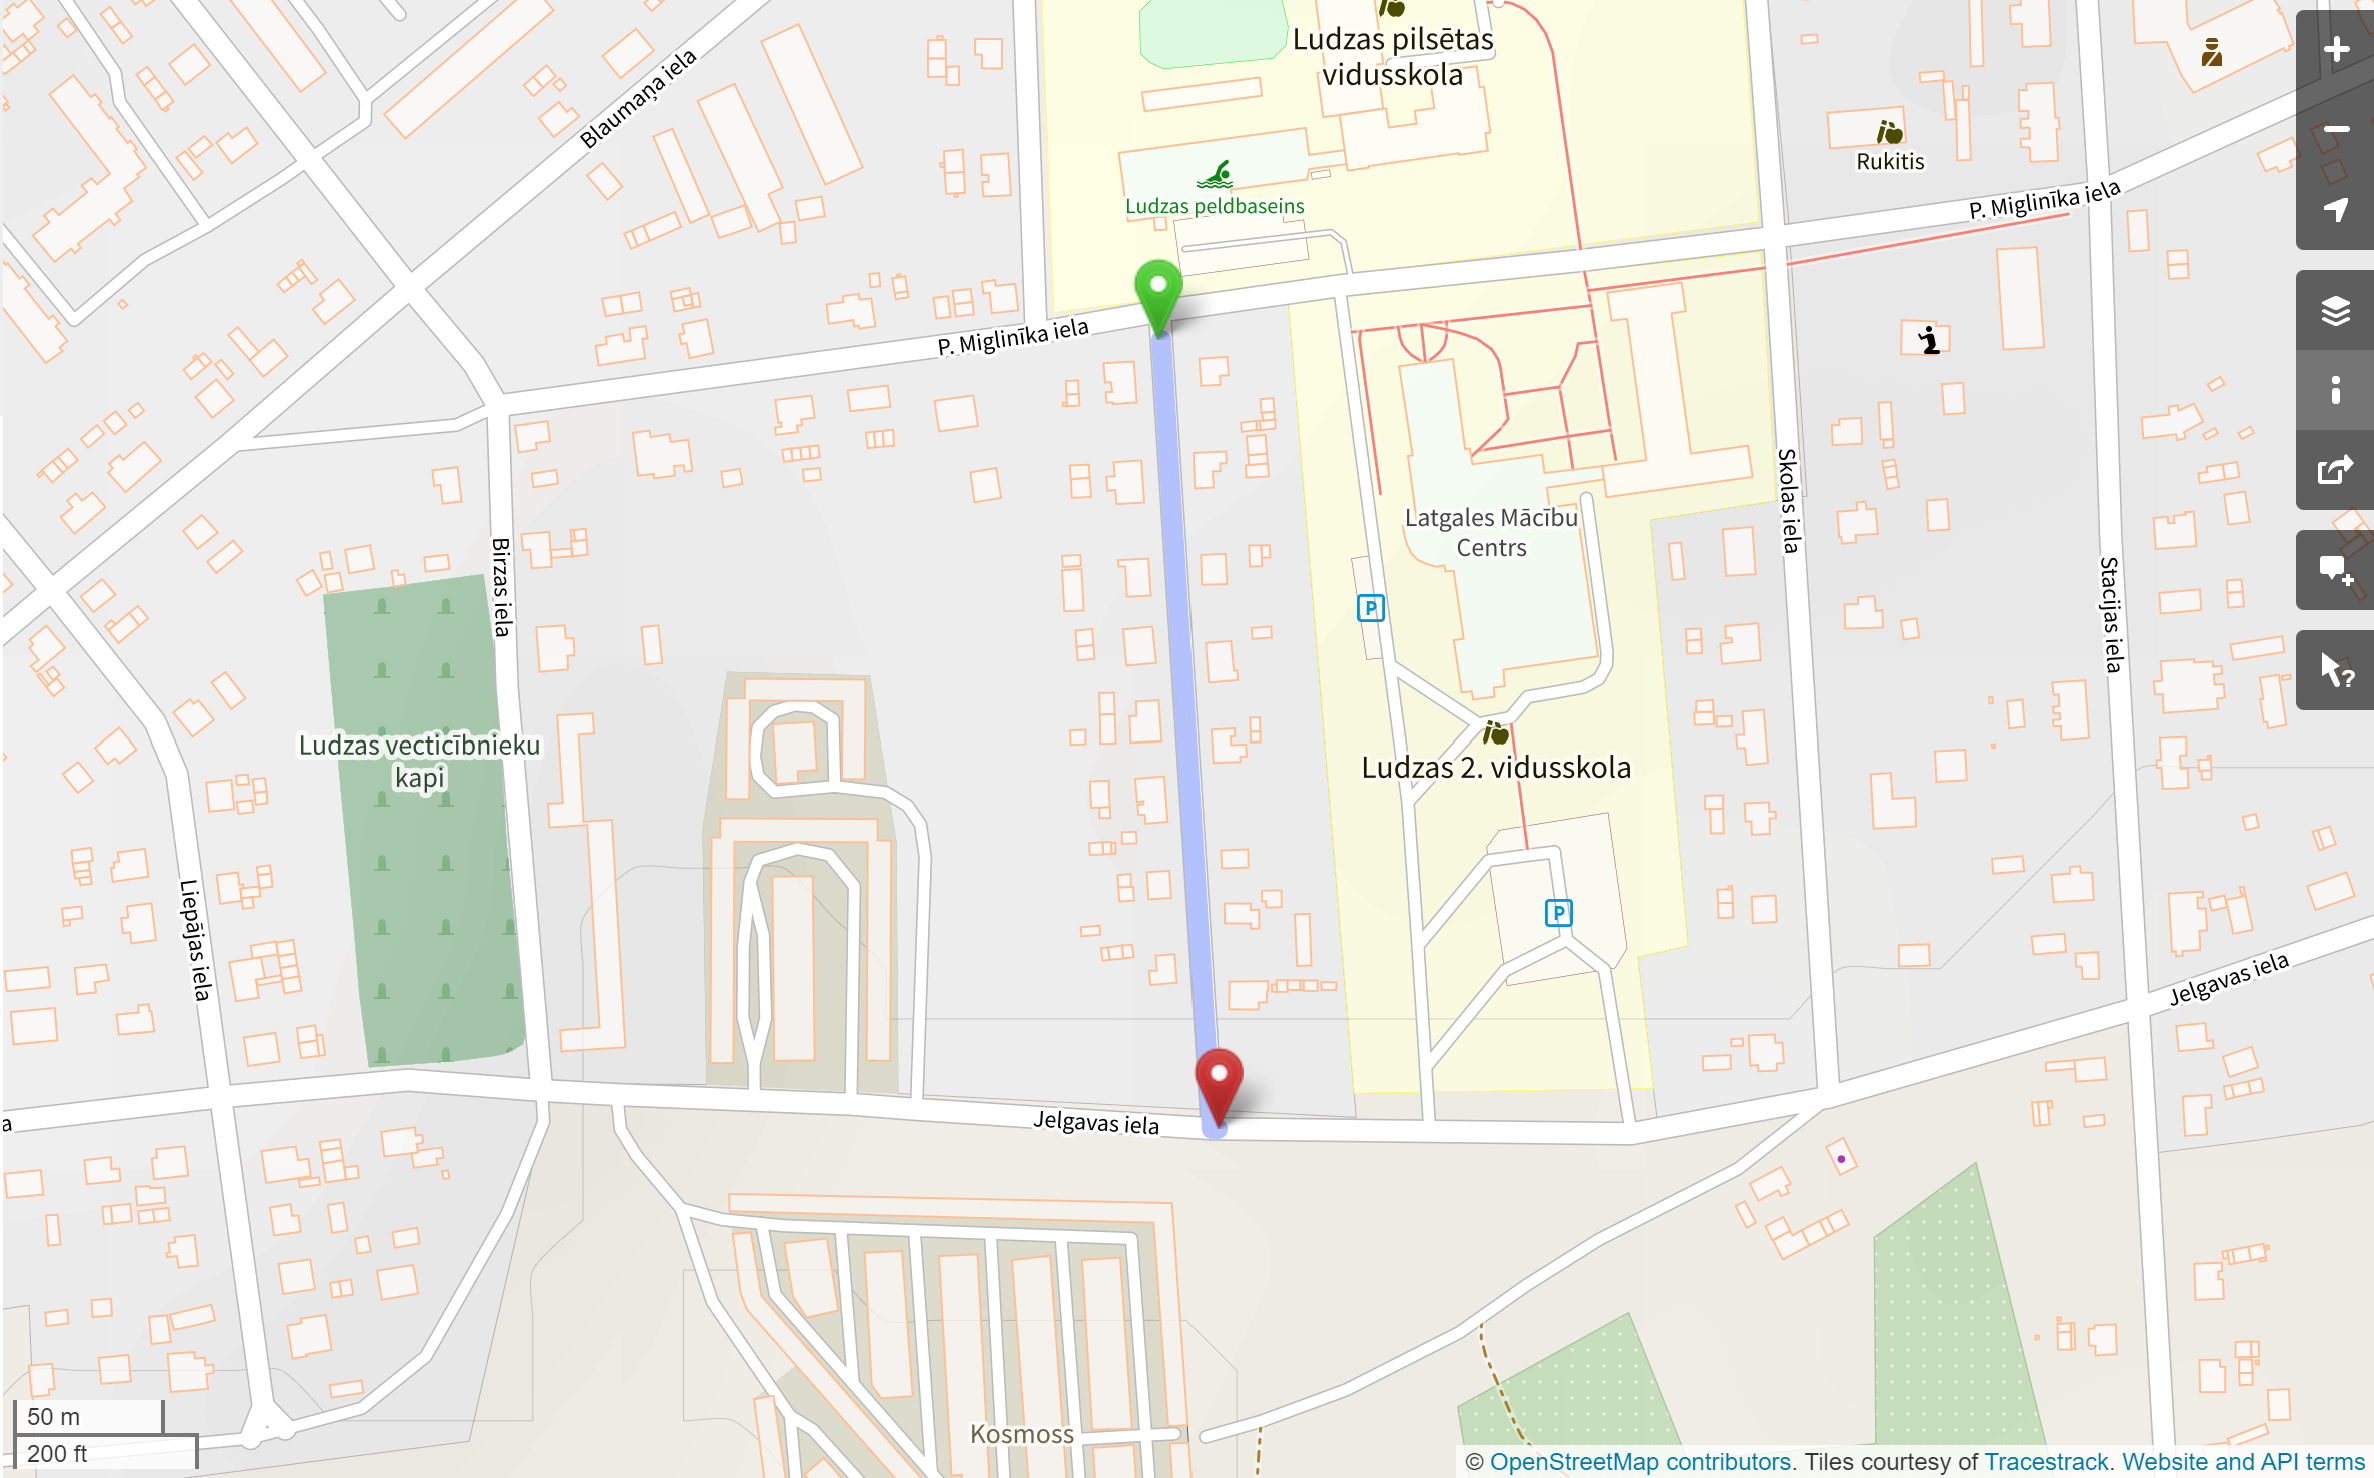 Ludzas pilsētas
vidusskola
Blaumaņa iela
Rukitis
Ludzas peldbaseins
P. Miglinīka iela
P. Miglinīka iela
Skolas iela
Latgales Mācību
Centrs
Birzas iela
Stacijas iela
Ludzas vecticībnieku
kapi
Ludzas 2. vidusskola
Liepājas iela
Jelgavas iela
Jelgavas iela
a
P
P
Kosmoss
50 m
200 ft
© OpenStreetMap contributors. Tiles courtesy of Tracestrack. Website and API terms